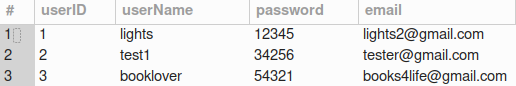 # userID userName password email
1 1 lights 12345 lights2@gmail.com
2 2 test1 34256 tester@gmail.com
3 3 booklover 54321 books4life@gmail.com